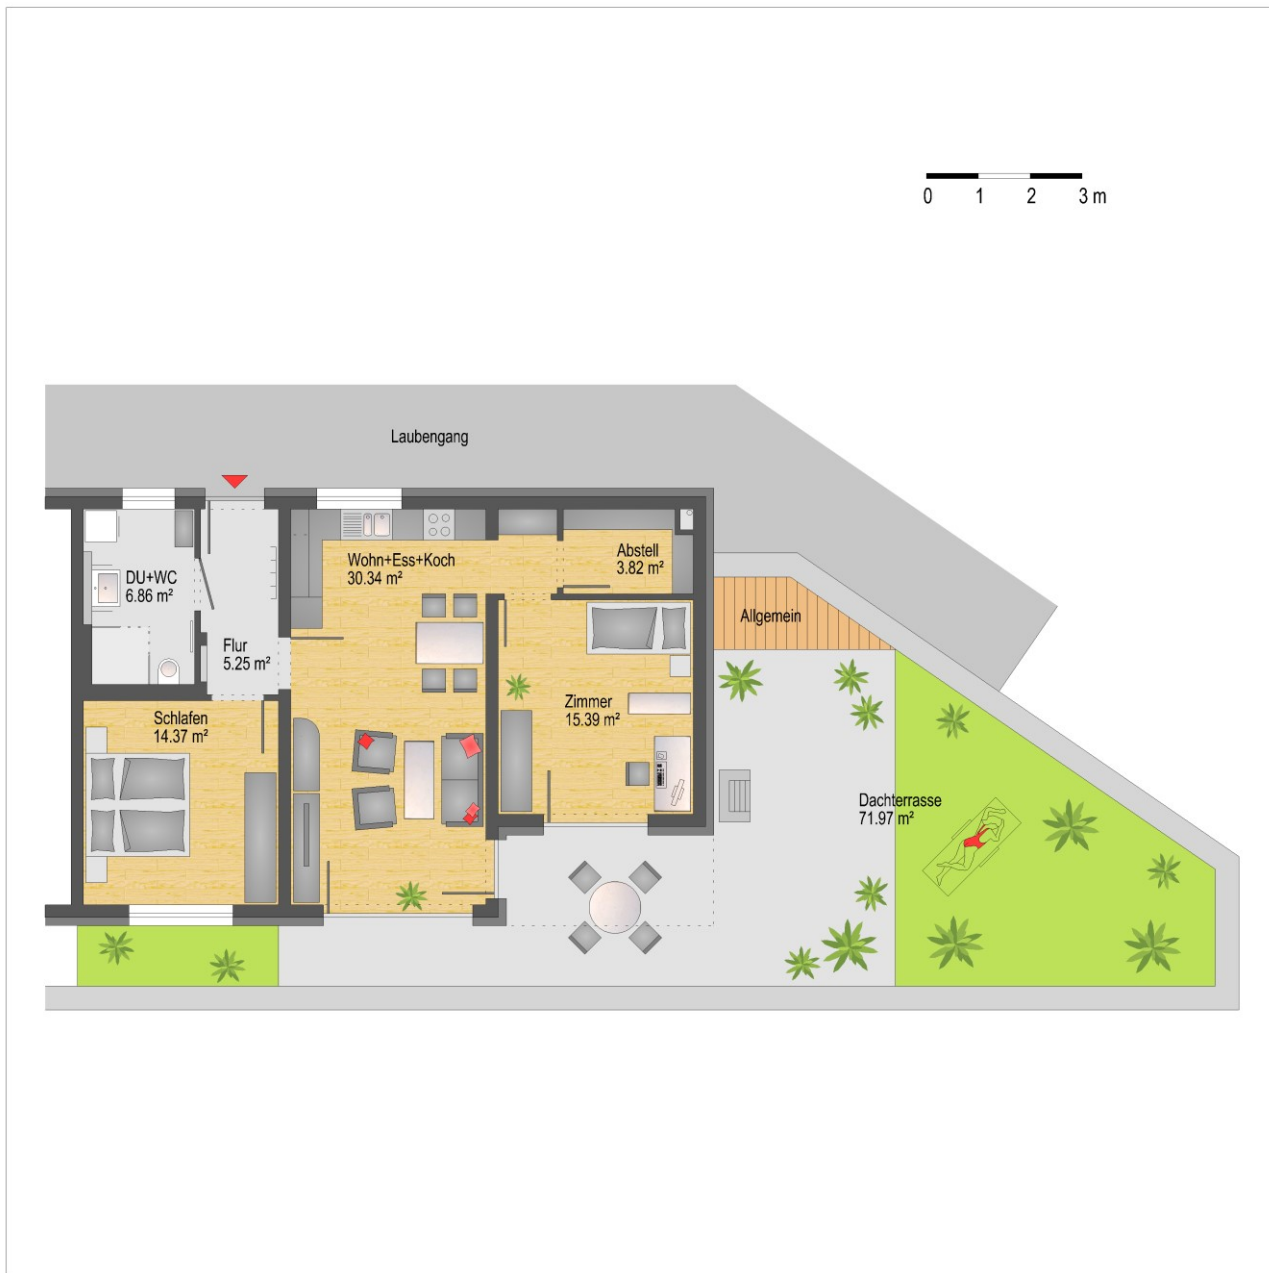 0 1 2 3 m
Laubengang
Wohn+Ess+Koch
30.34 m²
Abstell
3.82 m²
DU+WC
6.86 m²
Allgemein
Flur
5.25 m²
Zimmer
15.39 m²
Schlafen
14.37 m²
Dachterrasse
71.97 m²